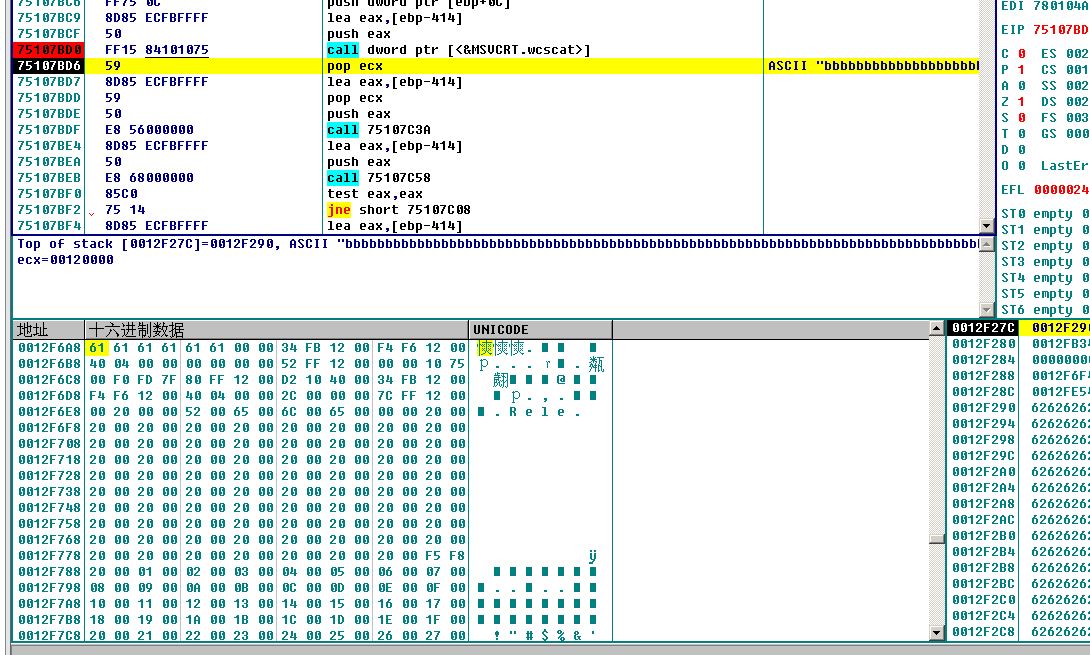 75107BC6 FF75 0C push dword ptr [ebp+0C]
75107BC9 8D85 ECFBFFFF lea eax,[ebp-414]
75107BCF 50 push eax
75107BD0 FF15 84101075 call dword ptr [<&MSVCRT.wcscat>]
75107BD6 59 pop ecx ASCII "bbbbbbbbbbbbbbbbbbbbbbbbbb
75107BD7 8D85 ECFBFFFF lea eax,[ebp-414]
75107BDD 59 pop ecx
75107BDE 50 push eax
75107BDF E8 56000000 call 75107C3A
75107BE4 8D85 ECFBFFFF lea eax,[ebp-414]
75107BEA 50 push eax
75107BEB E8 68000000 call 75107C58
75107BF0 85C0 test eax,eax
75107BF2 75 14 jne short 75107C08
75107BF4 8D85 ECFBFFFF lea eax,[ebp-414]
EDI 780104A
EIP 75107BD
C 0 ES 002
P 1 CS 001
A 0 SS 002
Z 1 DS 002
S 0 FS 003
T 0 GS 000
D 0
O 0 LastEr
EFL 0000024
ST0 empty 0
ST1 empty 0
ST2 empty 0
ST3 empty 0
ST4 empty 0
ST5 empty 0
ST6 empty 0
Top of stack [0012F27C]=0012F290, ASCII "bbbbbbbbbbbbbbbbbbbbbbbbbbbbbbbbbbbbbbbbbbbbbbbbbbbbbbbbbbbbbbbbbbbbbbbbbbbbbbb
ecx=00120000
地址 十六进制数据 UNICODE
0012F6A8 61 61 61 61 61 61 00 00 34 FB 12 00 F4 F6 12 00
0012F6B8 40 04 00 00 00 00 00 00 52 FF 12 00 00 00 10 75
0012F6C8 00 F0 FD 7F 80 FF 12 00 D2 10 40 00 34 FB 12 00
0012F6D8 F4 F6 12 00 40 04 00 00 2C 00 00 00 7C FF 12 00
0012F6E8 00 20 00 00 52 00 65 00 6C 00 65 00 00 00 20 00 .Rele.
0012F6F8 20 00 20 00 20 00 20 00 20 00 20 00 20 00 20 00
0012F708 20 00 20 00 20 00 20 00 20 00 20 00 20 00 20 00
0012F718 20 00 20 00 20 00 20 00 20 00 20 00 20 00 20 00
0012F728 20 00 20 00 20 00 20 00 20 00 20 00 20 00 20 00
0012F738 20 00 20 00 20 00 20 00 20 00 20 00 20 00 20 00
0012F748 20 00 20 00 20 00 20 00 20 00 20 00 20 00 20 00
0012F758 20 00 20 00 20 00 20 00 20 00 20 00 20 00 20 00
0012F768 20 00 20 00 20 00 20 00 20 00 20 00 20 00 20 00
0012F778 20 00 20 00 20 00 20 00 20 00 20 00 20 00 F5 F8 ÿ
0012F788 20 00 01 00 02 00 03 00 04 00 05 00 06 00 07 00
0012F798 08 00 09 00 0A 00 0B 00 0C 00 0D 00 0E 00 0F 00
0012F7A8 10 00 11 00 12 00 13 00 14 00 15 00 16 00 17 00
0012F7B8 18 00 19 00 1A 00 1B 00 1C 00 1D 00 1E 00 1F 00
0012F7C8 20 00 21 00 22 00 23 00 24 00 25 00 26 00 27 00 !"#$%&'
0012F27C 0012F29
0012F280 0012FB3
0012F284 0000000
0012F288 0012F6F
0012F28C 0012FE5
0012F290 6262626
0012F294 6262626
0012F298 6262626
0012F29C 6262626
0012F2A0 6262626
0012F2A4 6262626
0012F2A8 6262626
0012F2AC 6262626
0012F2B0 6262626
0012F2B4 6262626
0012F2B8 6262626
0012F2BC 6262626
0012F2C0 6262626
0012F2C4 6262626
0012F2C8 6262626